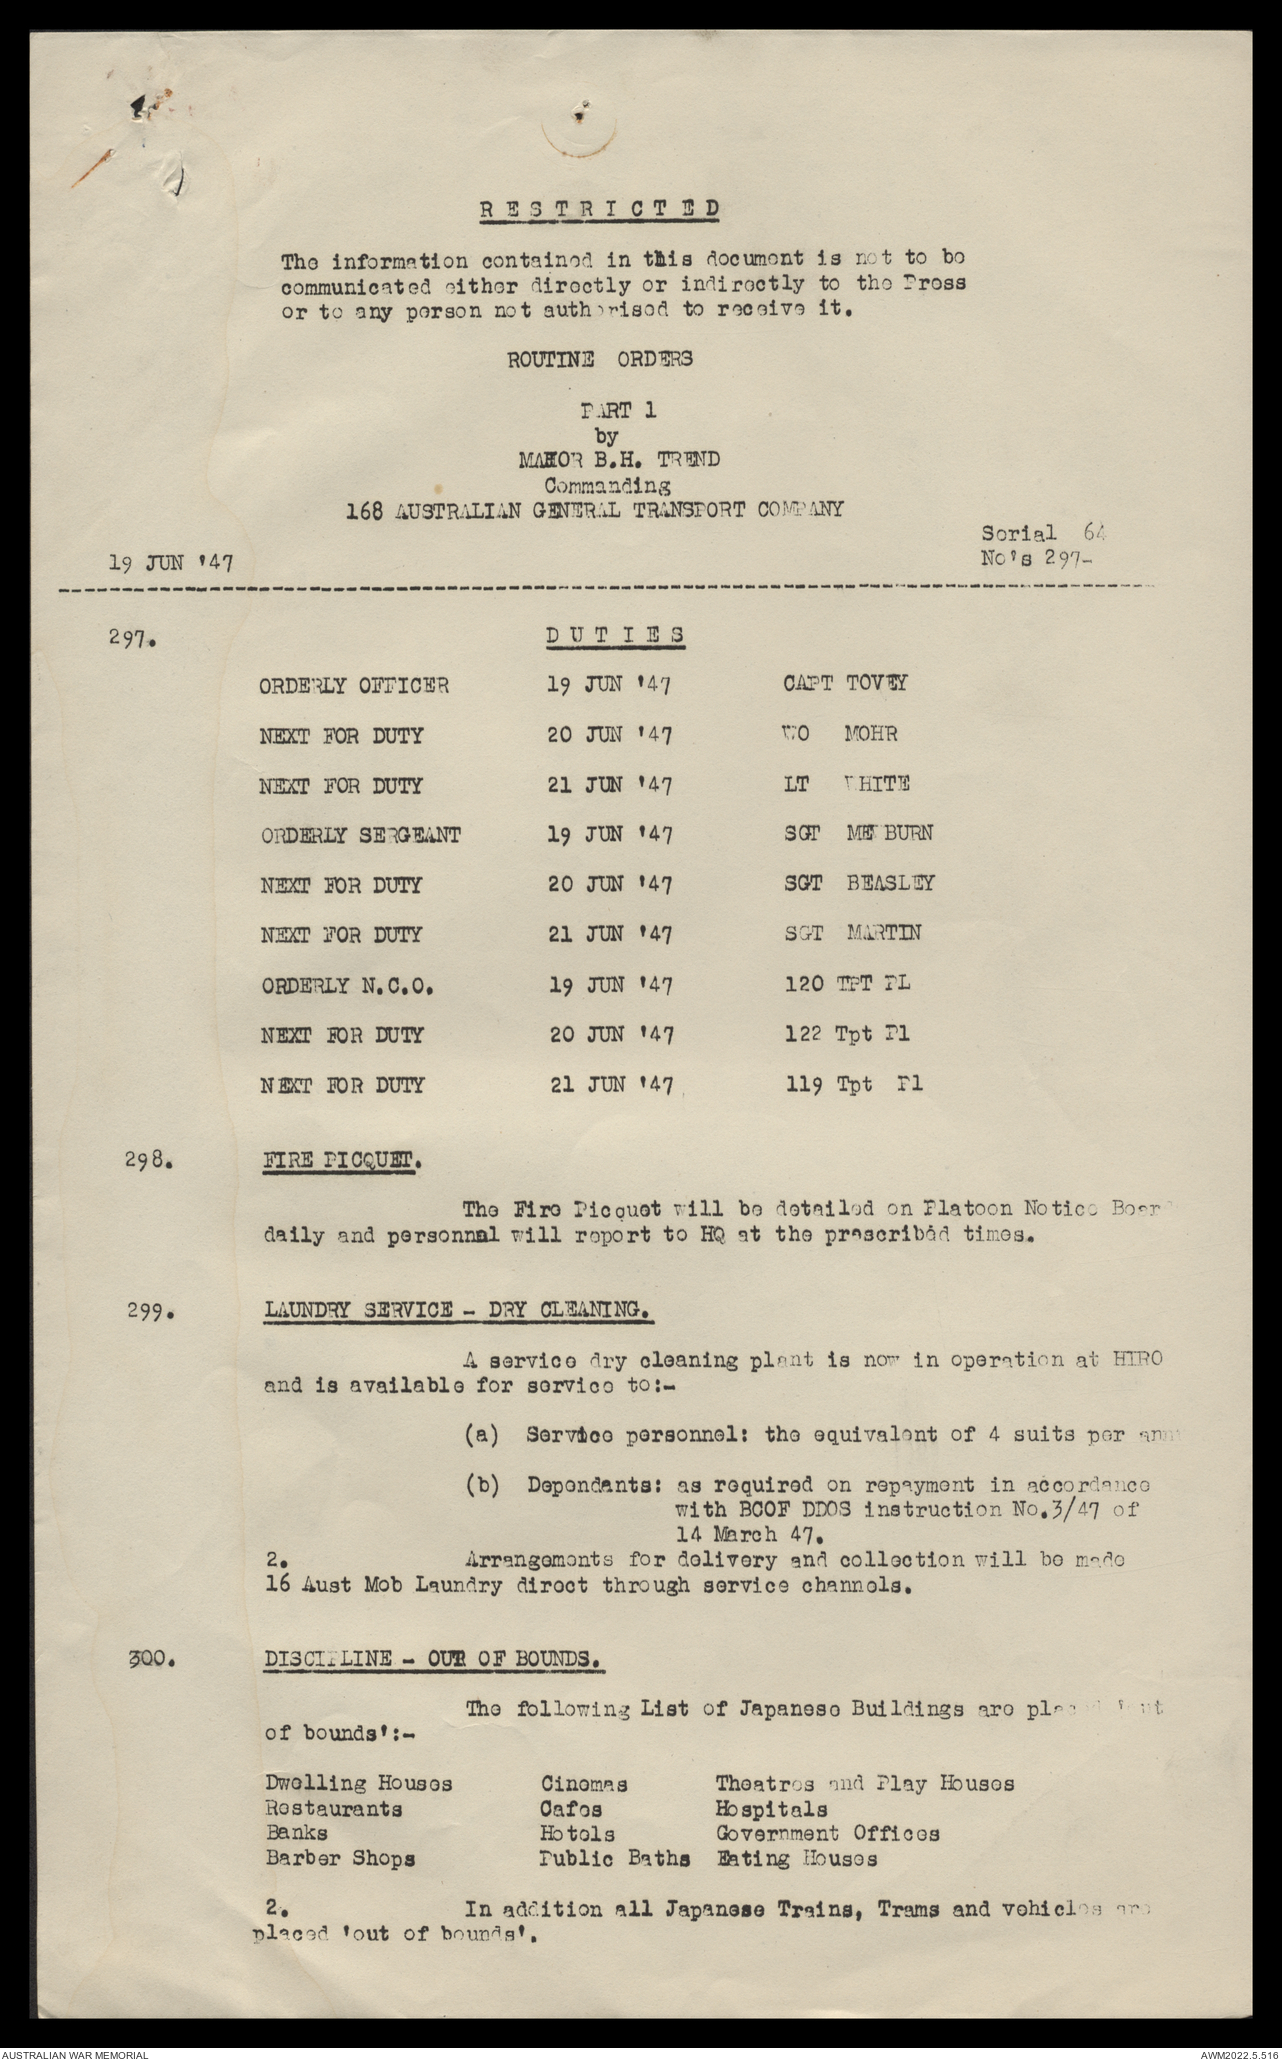 RESTRICTED
The information contained in this document is not to be
communicated either directly or indirectly to the Press
or to any person not authorised to receive it.
ROUTINE ORDERS
PART 1
by
B.H. TREND
Commanding
168 AUSTRALIAN GENERAL TRANSPORT COMPANY
Serial 64
19 JUN '47
No's 297-
297. DUTIES
ORDERLY OFFICER 19 JUN '47 CAPT TOVEY
NEXT FOR DUTY 20 JUN '47 WO MOHR
NEXT FOR DUTY 21 JUN '47 LT WHITE
ORDERLY SERGEANT 19 JUN '47 SGT
NEXT FOR DUTY 20 JUN '47 SGT BEASLEY
NEXT FOR DUTY 21 JUN '47 SGT MARTIN
ORDERLY N.C.O. 19 JUN '47 120 TPT PL
NEXT FOR DUTY 20 JUN '47 122 Tpt Pl
NEXT FOR DUTY 21 JUN '47 119 Tpt Pl
298. FIRE PICQUET.
The Fire Picquet will be detailed on Platoon Notice Board
daily and personnal will report to HQ at the prescribed times.
299. LAUNDRY SERVICE - DRY CLEANING.
A service dry cleaning plant is now in operation at HIRO
and is available for service to:-
(a) Service personnel: the equivalent of 4 suits per
(b) Dependants: as required on repayment in accordance
with BCOF DDOS instruction No.3/47 of
14 March 47.
2. Arrangements for delivery and collection will be made
16 Aust Mob Laundry direct through service channels.
300. DISCIPLINE - OUT OF BOUNDS.
The following List of Japanese Buildings are placed 'out
of bounds':-
Dwelling Houses Cinemas Theatres and Play Houses
Restaurants Cafes Hospitals
Banks Hotels Government Offices
Barber Shops Public Baths Eating Houses
2. In addition all Japanese Trains, Trams and vehicles are
placed 'out of bounds'.
AUSTRALIAN WAR MEMORIAL AWM2022.5.516